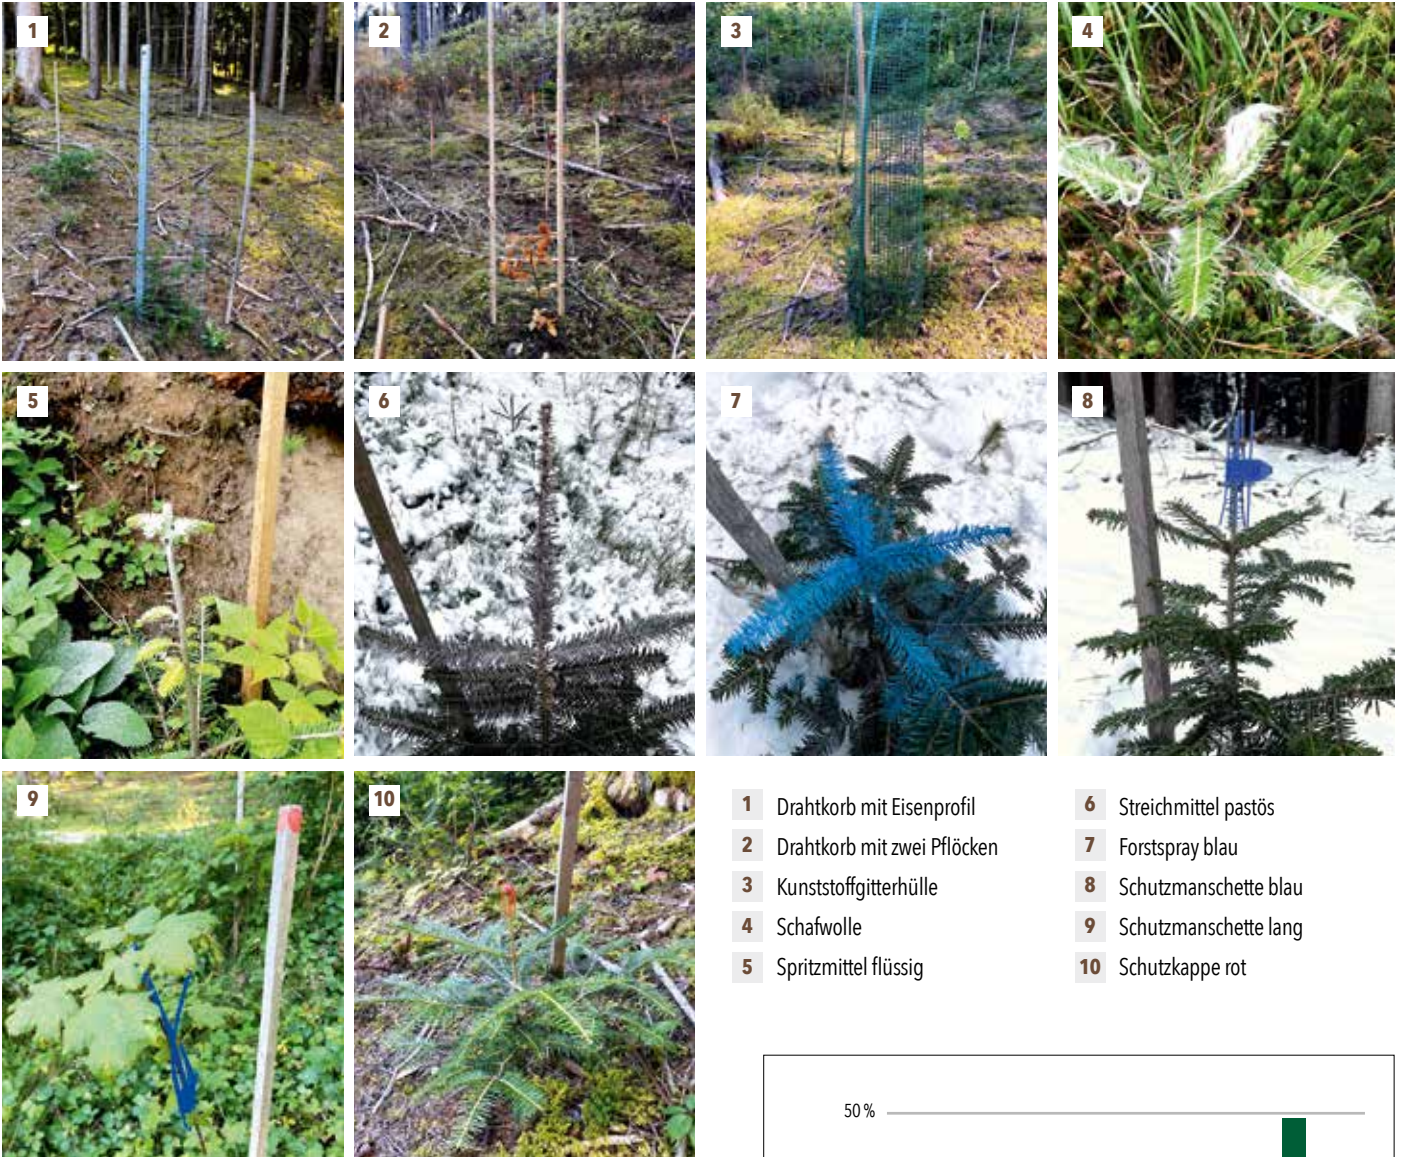 1
2
3
4
5
6
7
8
9
10
1 Drahtkorb mit Eisenprofil
2 Drahtkorb mit zwei Pflöcken
3 Kunststoffgitterhülle
4 Schafwolle
5 Spritzmittel flüssig
6 Streichmittel pastös
7 Forstspray blau
8 Schutzmanschette blau
9 Schutzmanschette lang
10 Schutzkappe rot
50 %